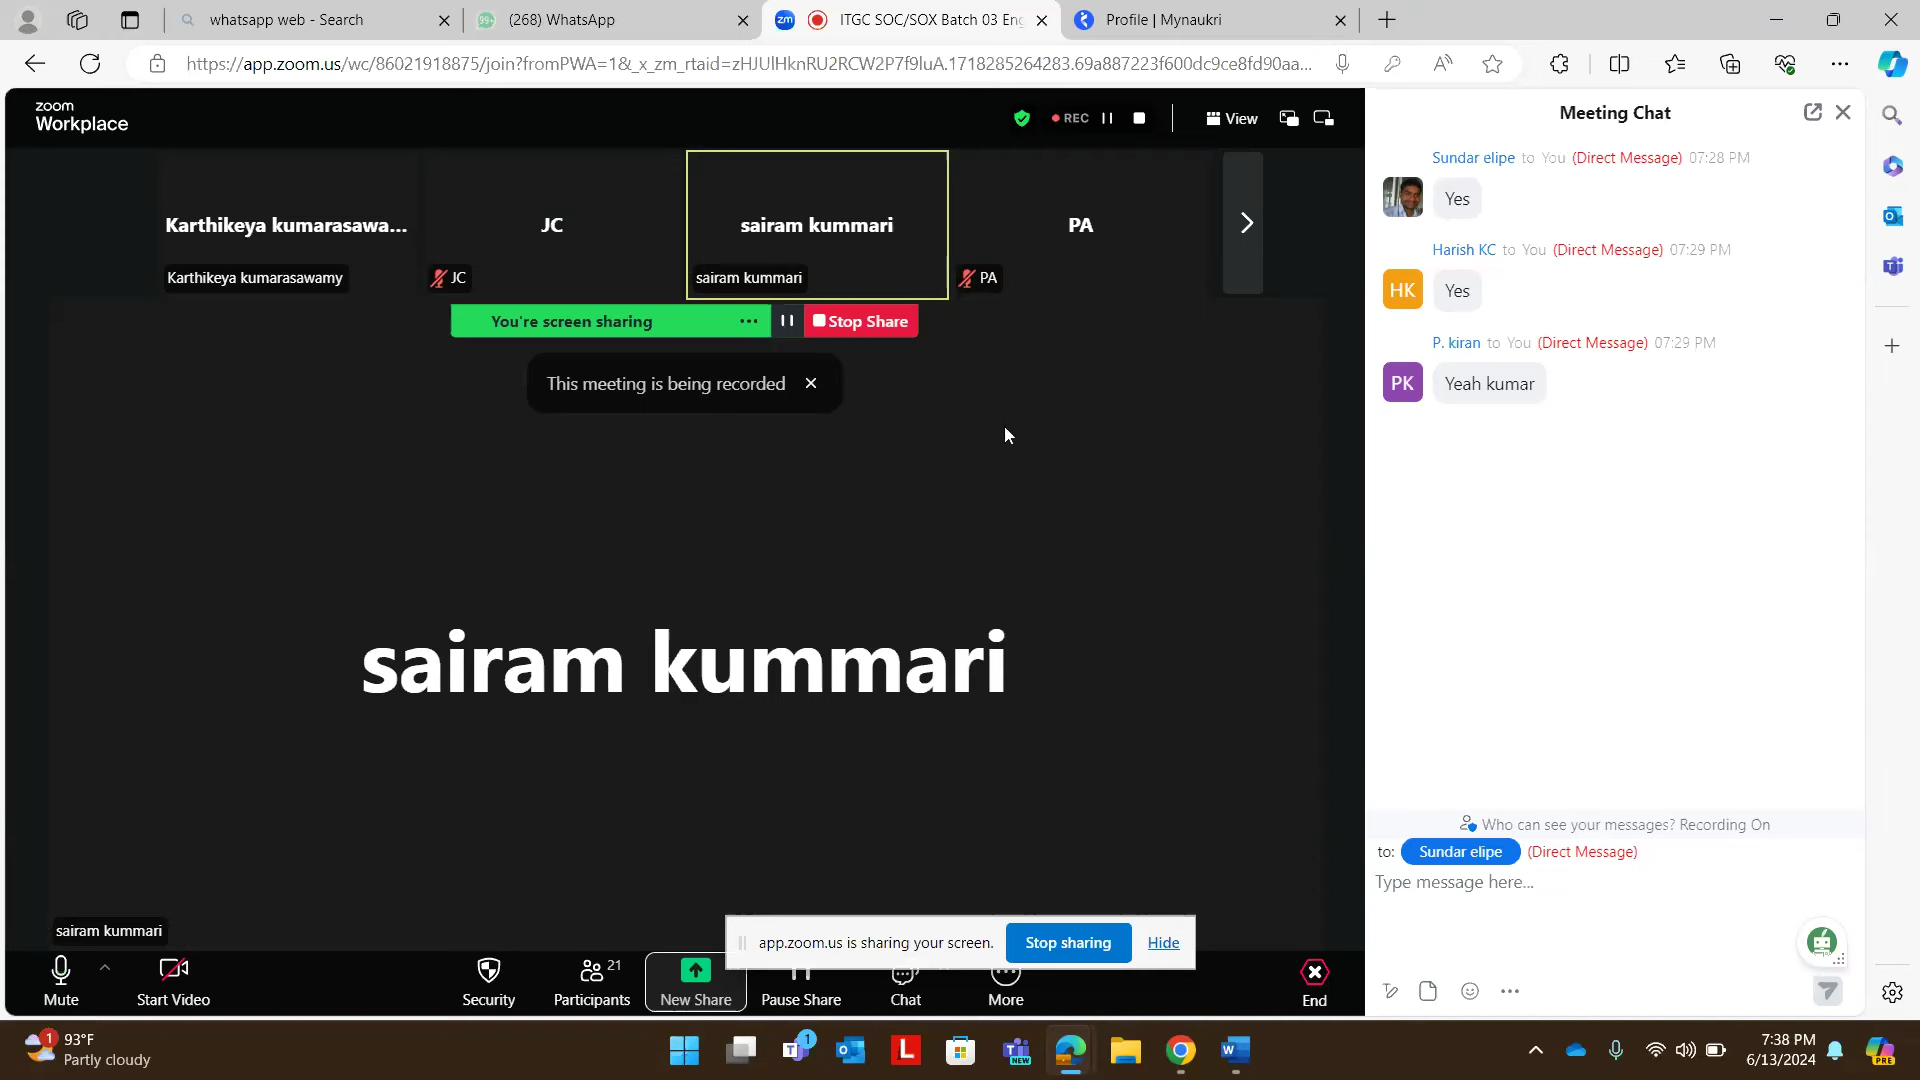 whatsapp web - Search
99+
(268) WhatsApp
zm
ITGC SOC/SOX Batch 03 Eng
Profile | Mynaukri
https://app.zoom.us/wc/86021918875/join?fromPWA=1&_x_zm_rtaid=zHJUlHknRU2RCW2P7f9luA.1718285264283.69a887223f600dc9ce8fd90aa...
zoom
Workplace
REC
View
Karthikeya kumarasawa...
Karthikeya kumarasawamy
JC
JC
sairam kummari
sairam kummari
PA
PA
You're screen sharing
Stop Share
This meeting is being recorded
sairam kummari
sairam kummari
app.zoom.us is sharing your screen.
Stop sharing
Hide
Mute
Start Video
Security
Participants
21
New Share
Pause Share
Chat
More
End
Meeting Chat
Sundar elipe to You (Direct Message) 07:28 PM
Yes
Harish KC to You (Direct Message) 07:29 PM
HK
Yes
P. kiran to You (Direct Message) 07:29 PM
PK
Yeah kumar
Who can see your messages? Recording On
to: Sundar elipe (Direct Message)
Type message here...
1
93°F
Partly cloudy
1
L
NEW
W
7:38 PM
6/13/2024
PRE